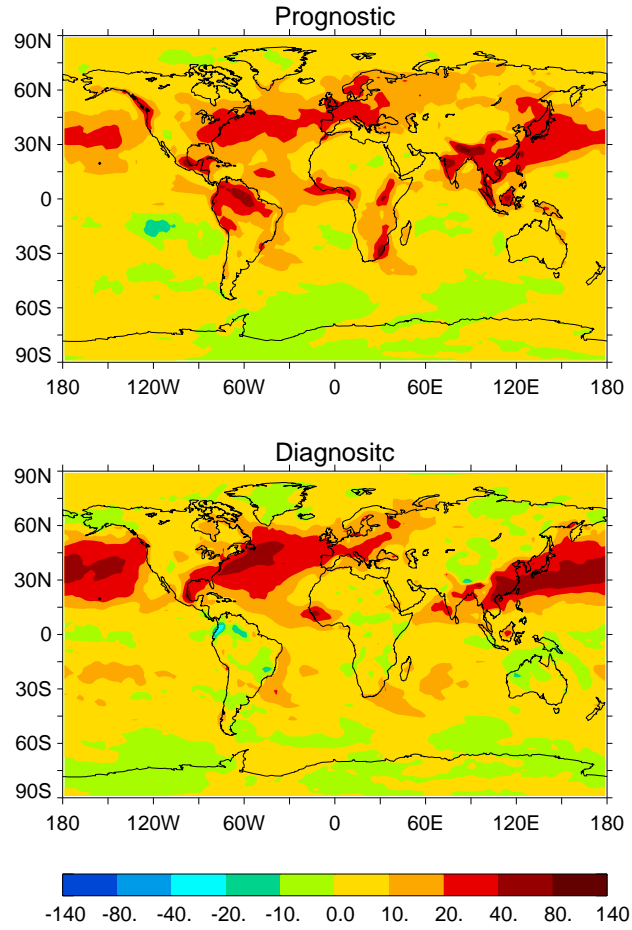 Prognostic
90N
60N
30N
0
30S
60S
90S
180 120W 60W 0 60E 120E 180
Diagnositc
90N
60N
30N
0
30S
60S
90S
180 120W 60W 0 60E 120E 180
-140 -80. -40. -20. -10. 0.0 10. 20. 40. 80. 140